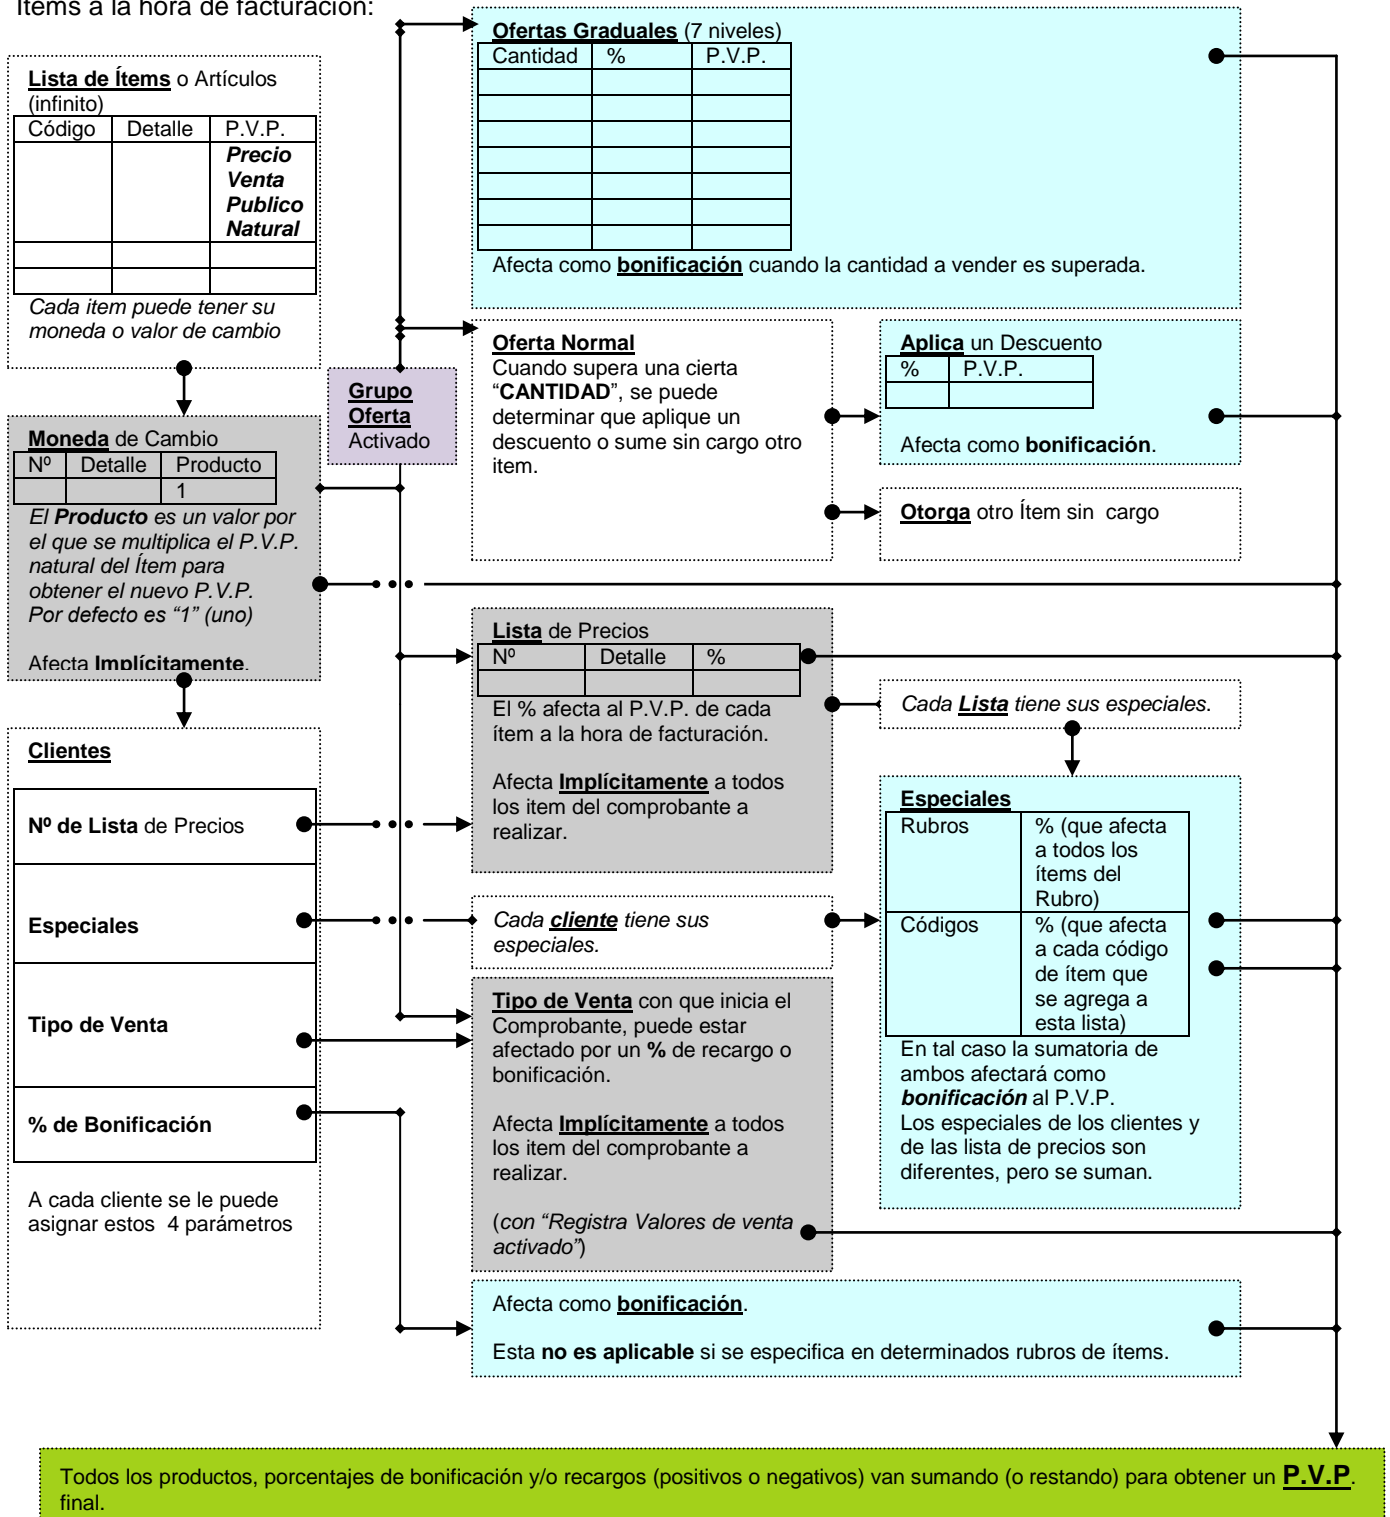 Ítems a la hora de facturación:
Lista de Ítems o Artículos
(infinito)
Código Detalle P.V.P.
Precio
Venta
Publico
Natural
Cada item puede tener su
moneda o valor de cambio
Moneda de Cambio
Nº Detalle Producto
1
El Producto es un valor por
el que se multiplica el P.V.P.
natural del Ítem para
obtener el nuevo P.V.P.
Por defecto es “1” (uno)
Afecta Implícitamente.
Clientes
Nº de Lista de Precios
Especiales
Tipo de Venta
% de Bonificación
A cada cliente se le puede
asignar estos 4 parámetros
Grupo
Oferta
Activado
Ofertas Graduales (7 niveles)
Cantidad % P.V.P.
Afecta como bonificación cuando la cantidad a vender es superada.
Oferta Normal
Cuando supera una cierta
“CANTIDAD”, se puede
determinar que aplique un
descuento o sume sin cargo otro
item.
Aplica un Descuento
% P.V.P.
Afecta como bonificación.
Otorga otro Ítem sin cargo
Lista de Precios
Nº Detalle %
El % afecta al P.V.P. de cada
ítem a la hora de facturación.
Afecta Implícitamente a todos
los item del comprobante a
realizar.
Cada Lista tiene sus especiales.
Cada cliente tiene sus
especiales.
Especiales
Rubros % (que afecta
a todos los
ítems del
Rubro)
Códigos % (que afecta
a cada código
de ítem que
se agrega a
esta lista)
En tal caso la sumatoria de
ambos afectará como
bonificación al P.V.P.
Los especiales de los clientes y
de las lista de precios son
diferentes, pero se suman.
Tipo de Venta con que inicia el
Comprobante, puede estar
afectado por un % de recargo o
bonificación.
Afecta Implícitamente a todos
los item del comprobante a
realizar.
(con “Registra Valores de venta
activado”)
Afecta como bonificación.
Esta no es aplicable si se especifica en determinados rubros de ítems.
Todos los productos, porcentajes de bonificación y/o recargos (positivos o negativos) van sumando (o restando) para obtener un P.V.P.
final.